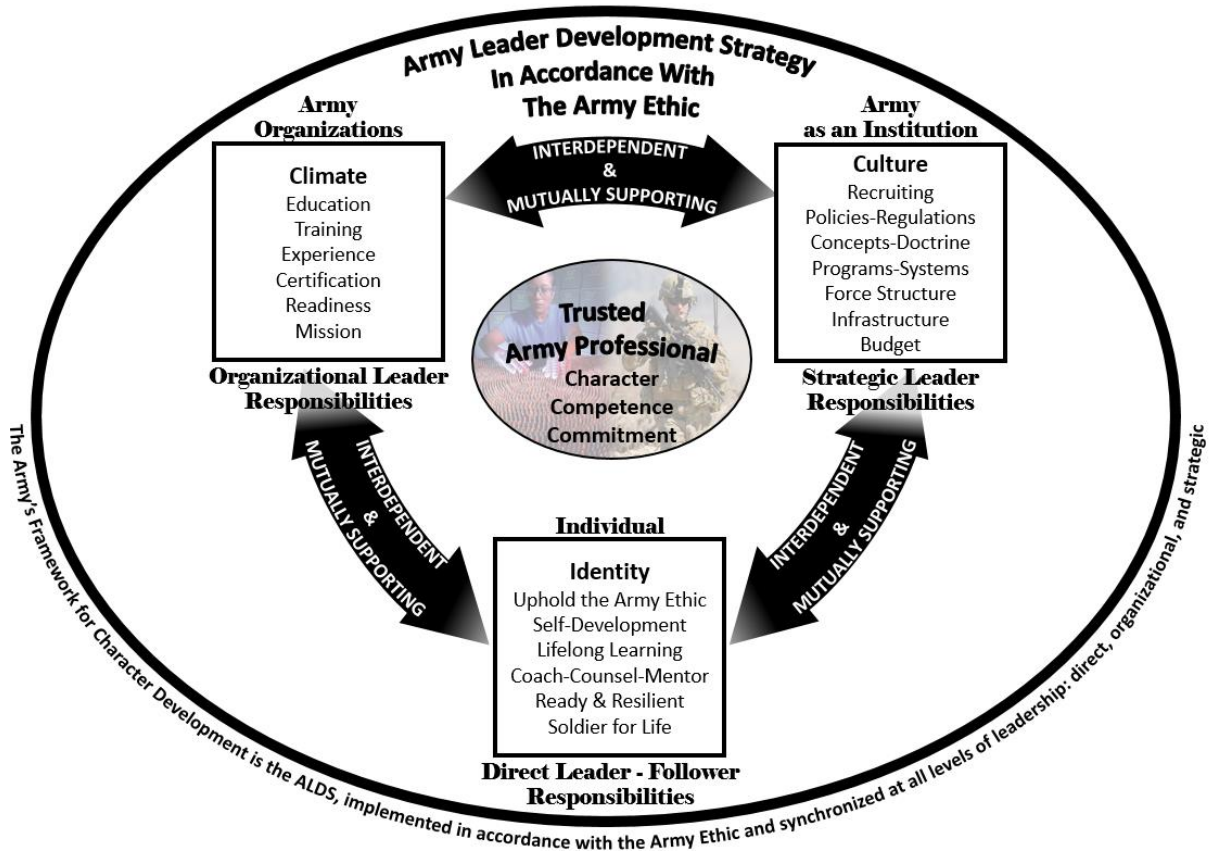 Army Leader Development Strategy
In Accordance With
The Army Ethic
Army
Organizations
Climate
Education
Training
Experience
Certification
Readiness
Mission
Organizational Leader
Responsibilities
INTERDEPENDENT
&
MUTUALLY SUPPORTING
Army
as an Institution
Culture
Recruiting
Policies-Regulations
Concepts-Doctrine
Programs-Systems
Force Structure
Infrastructure
Budget
Strategic Leader
Responsibilities
Trusted
Army Professional
Character
Competence
Commitment
INTERDEPENDENT
&
MUTUALLY SUPPORTING
INTERDEPENDENT
&
MUTUALLY SUPPORTING
Individual
Identity
Uphold the Army Ethic
Self-Development
Lifelong Learning
Coach-Counsel-Mentor
Ready & Resilient
Soldier for Life
Direct Leader - Follower
Responsibilities
The Army's Framework for Character Development is the ALDS, implemented in accordance with the Army Ethic and synchronized at all levels of leadership: direct, organizational, and strategic